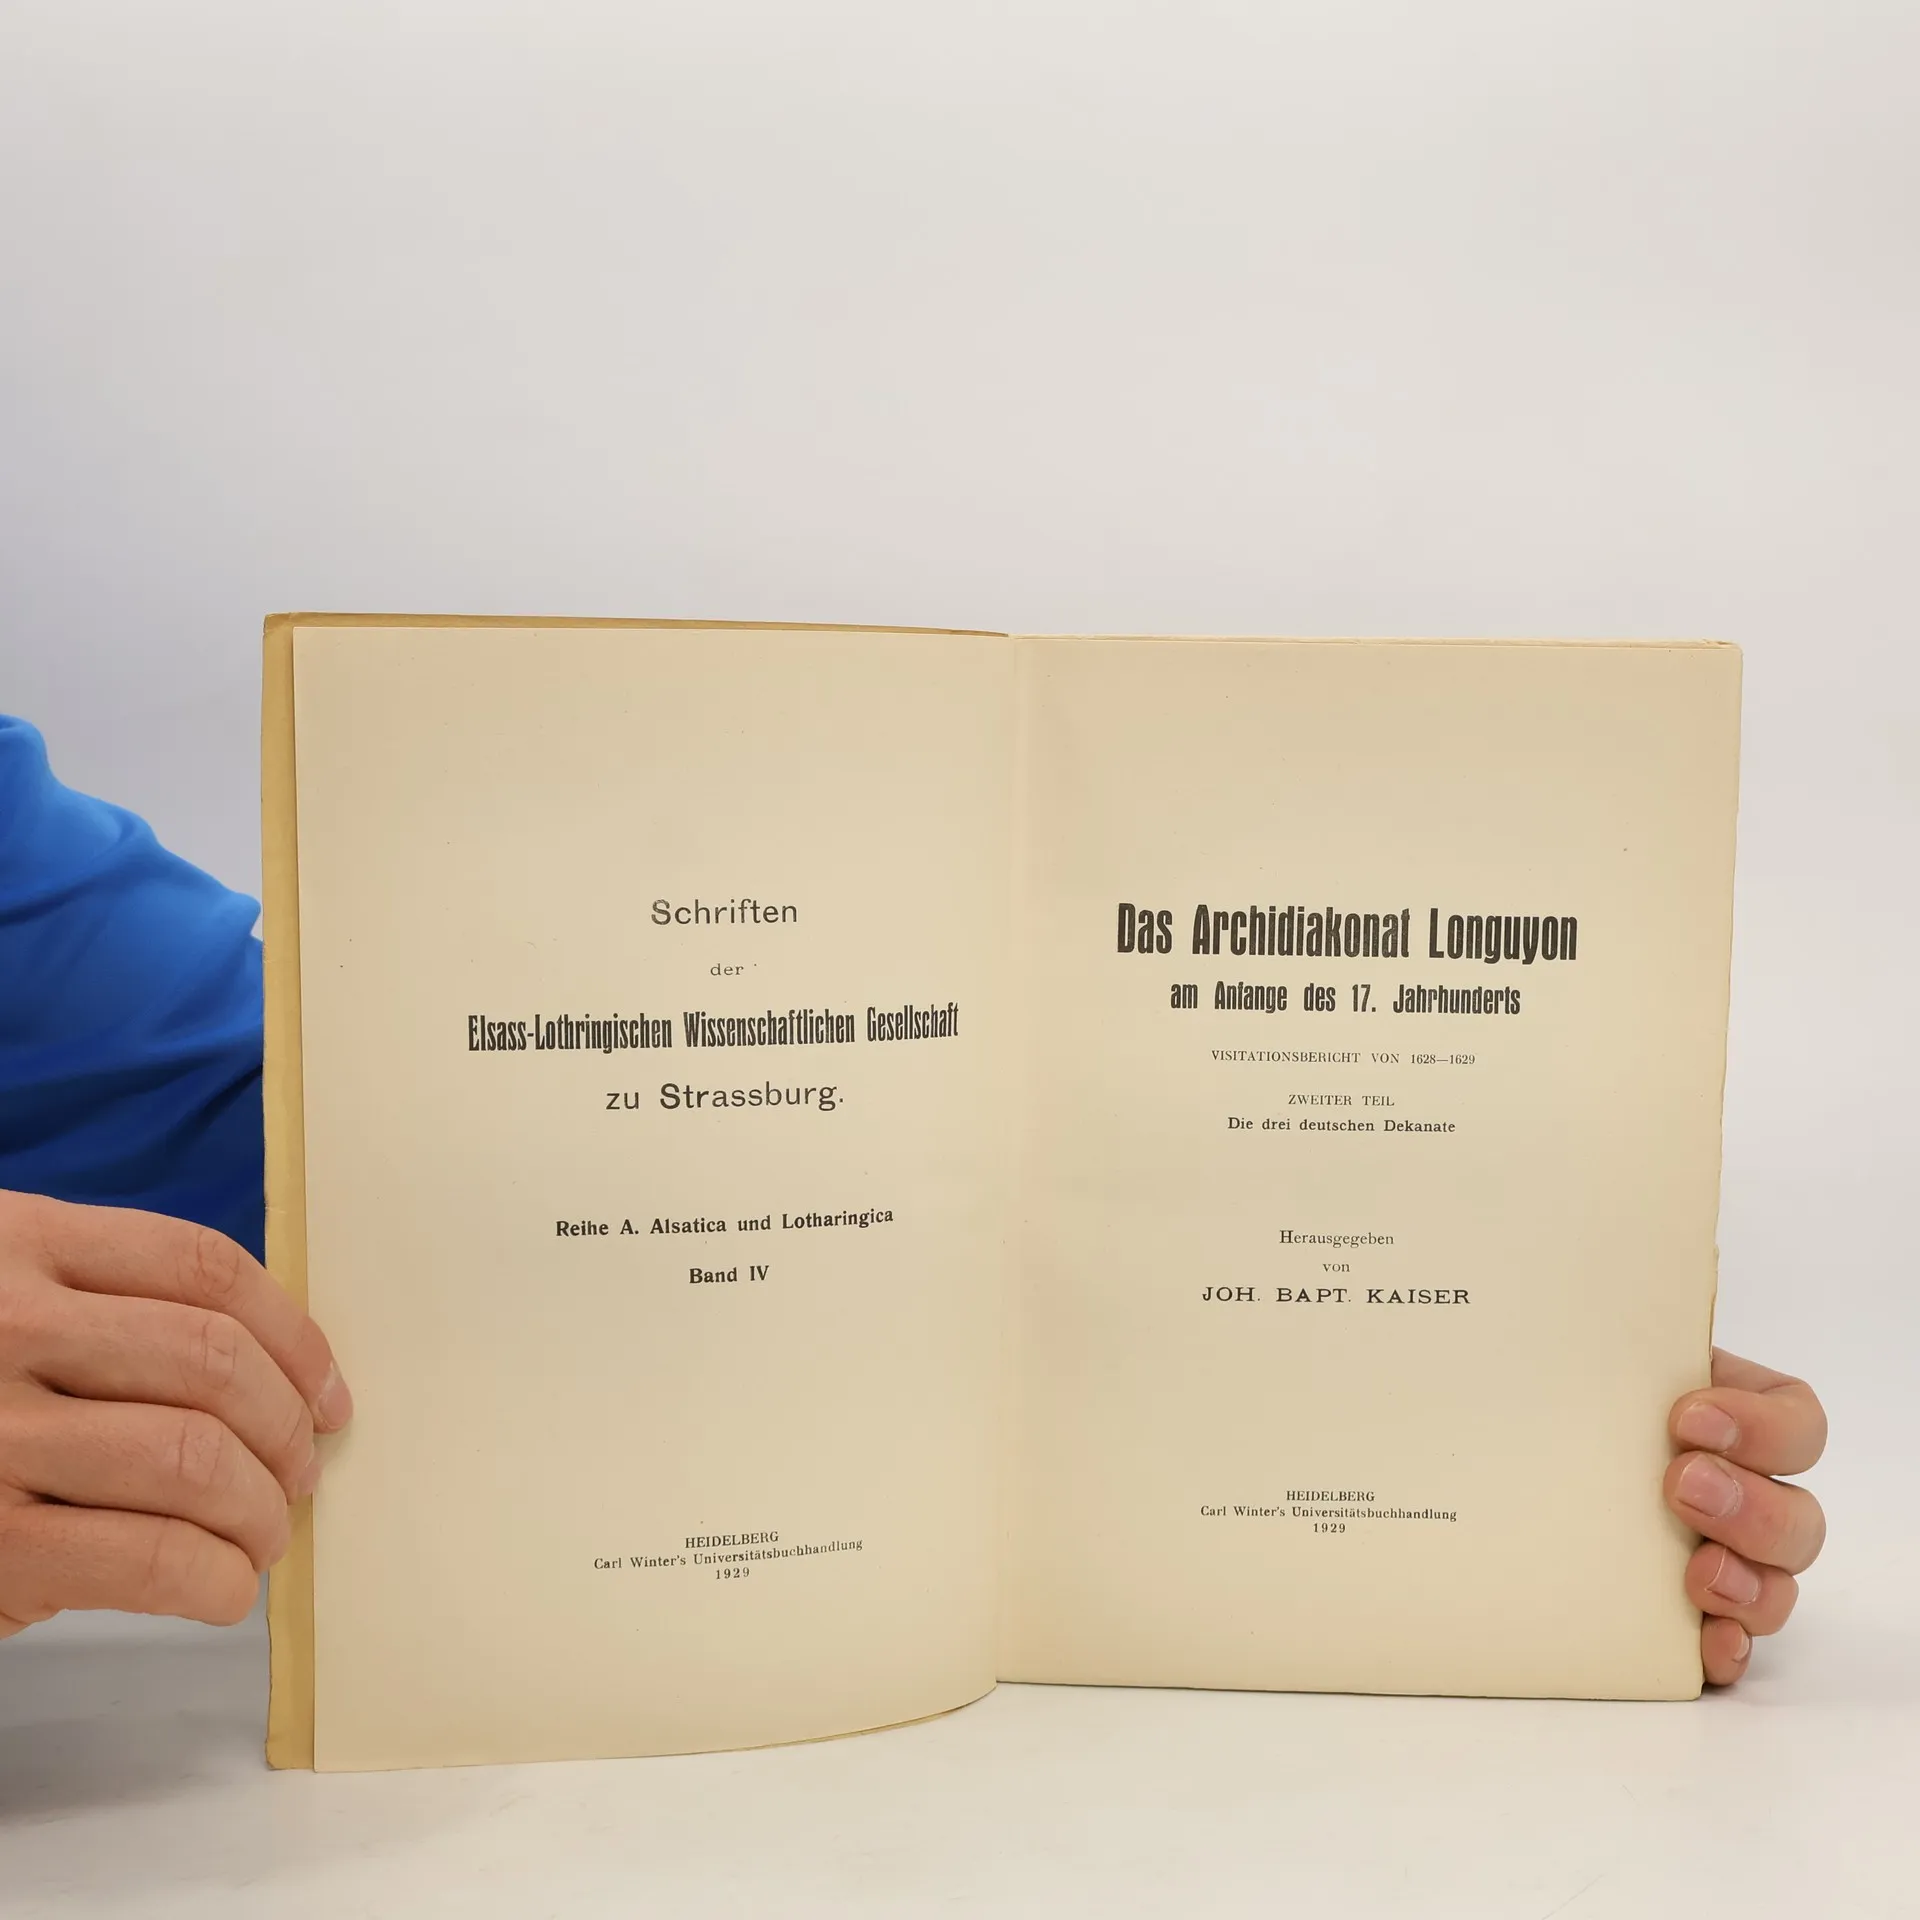 Schriften
der
Elsass-Lothringischen Wissenschaftlichen Gesellschaft
zu Strassburg.
Reihe A. Alsatica und Lotharingica
Band IV
HEIDELBERG
Carl Winter's Universitätsbuchhandlung
1929
Das Archidiakonat Longuyon
am Anfange des 17. Jahrhunderts
VISITATIONSBERICHT VON 1628—1629
ZWEITER TEIL
Die drei deutschen Dekanate
Herausgegeben
von
JOH. BAPT. KAISER
HEIDELBERG
Carl Winter's Universitätsbuchhandlung
1929